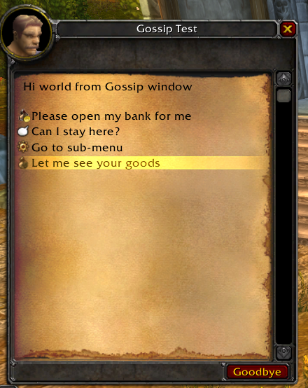 Gossip Test
Hi world from Gossip window
Please open my bank for me
Can I stay here?
Go to sub-menu
Let me see your goods
Goodbye